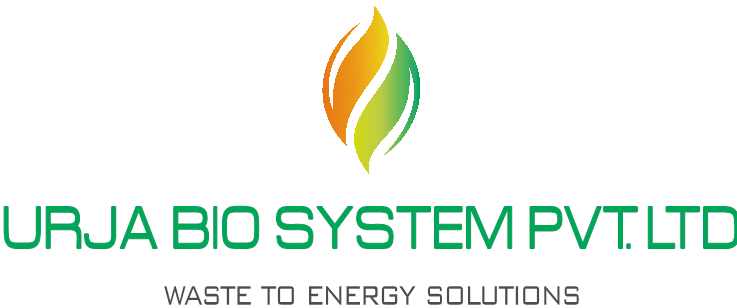 URJA BIO SYSTEM PVT. LTD
WASTE TO ENERGY SOLUTIONS